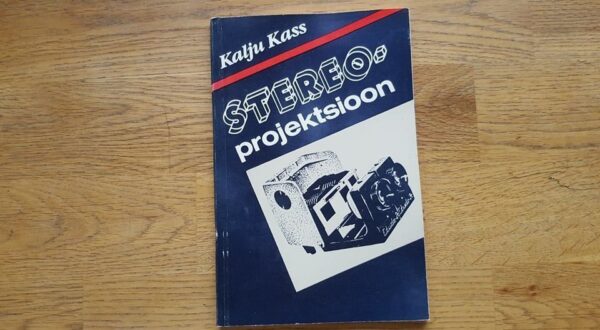 Kalju Kass
STEREO-
projektsioon